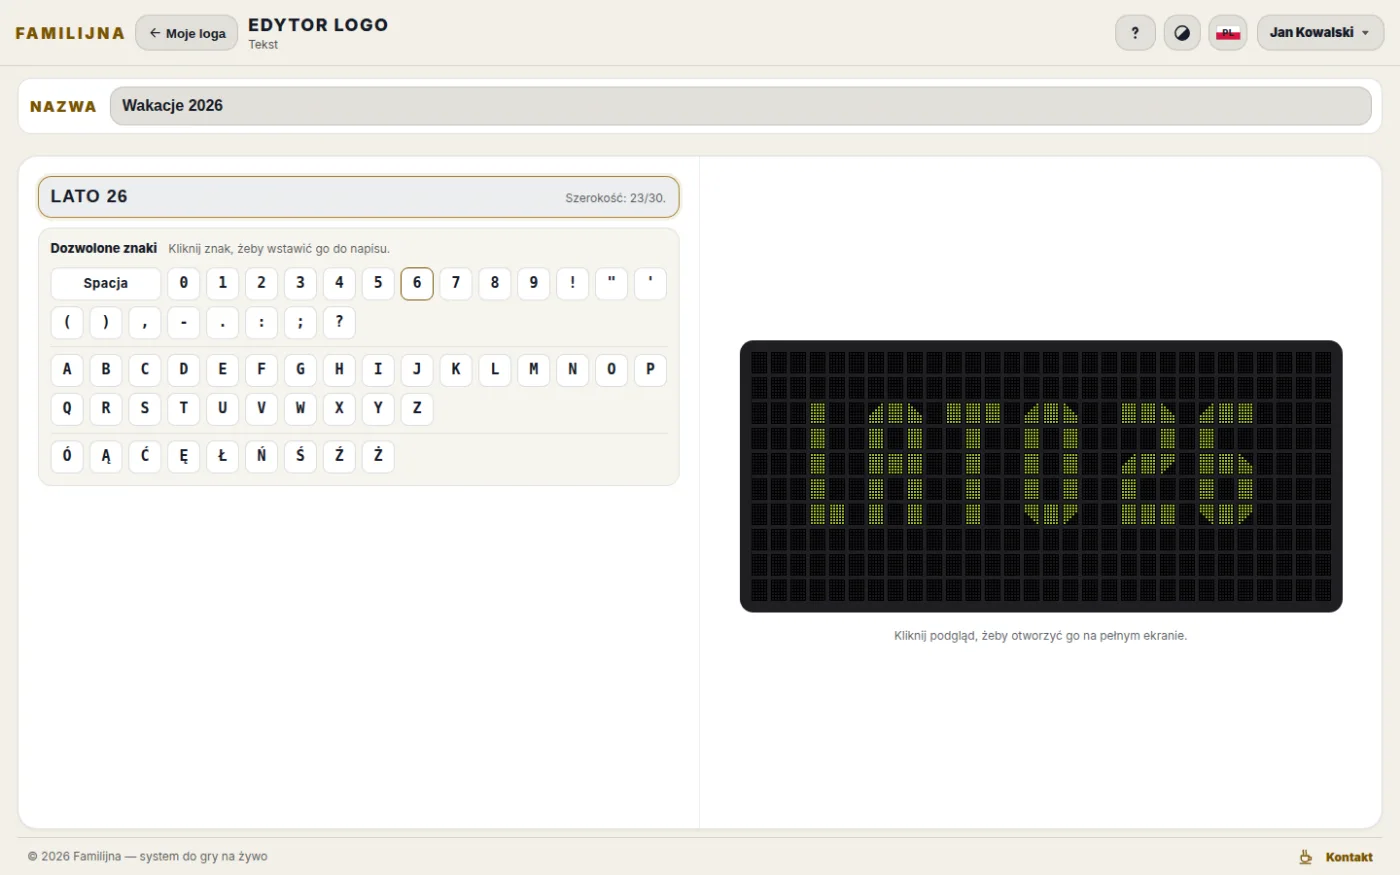 FAMILIJNA
← Moje loga
EDYTOR LOGO
Tekst
?
PL
Jan Kowalski
NAZWA
Wakacje 2026
LATO 26
Szerokość: 23/30.
Dozwolone znaki Kliknij znak, żeby wstawić go do napisu.
Spacja 0 1 2 3 4 5 6 7 8 9 ! " '
( ) , - . : ; ?
A B C D E F G H I J K L M N O P
Q R S T U V W X Y Z
Ó Ą Ć Ę Ł Ń Ś Ź Ż
LATO 26
Kliknij podgląd, żeby otworzyć go na pełnym ekranie.
© 2026 Familijna — system do gry na żywo
Kontakt